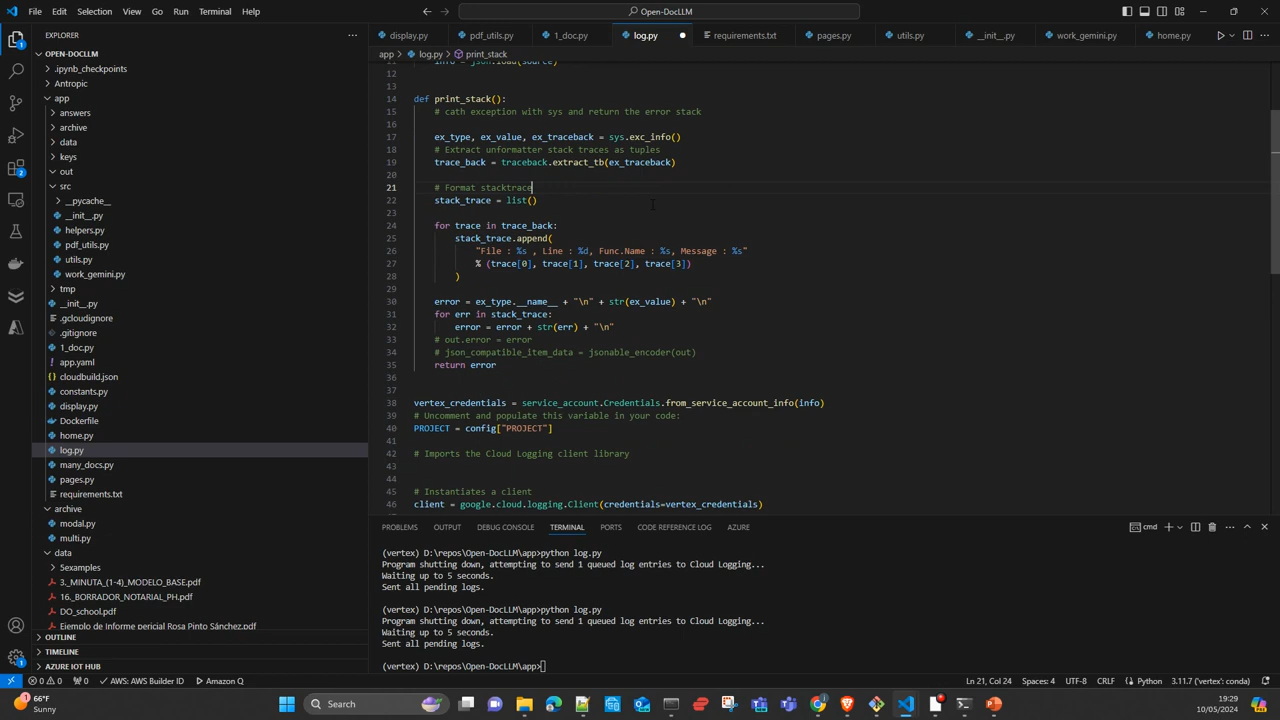 File Edit Selection View Go Run Terminal Help
Open-DocLLM
EXPLORER
display.py pdf_utils.py 1_doc.py log.py requirements.txt pages.py utils.py __init__.py work_gemini.py home.py
app > log.py > print_stack
OPEN-DOCLLM
.ipynb_checkpoints
Antropic
app
answers
archive
data
keys
out
src
__pycache__
__init__.py
helpers.py
pdf_utils.py
utils.py
work_gemini.py
tmp
__init__.py
.gcloudignore
.gitignore
1_doc.py
app.yaml
cloudbuild.json
constants.py
display.py
Dockerfile
home.py
log.py
many_docs.py
pages.py
requirements.txt
archive
modal.py
multi.py
data
5examples
3._MINUTA_(1-4)_MODELO_BASE.pdf
16._BORRADOR_NOTARIAL_PH.pdf
DO_school.pdf
Ejemplo de Informe pericial Rosa Pinto Sánchez.pdf
OUTLINE
TIMELINE
AZURE IOT HUB
11 info = json.load(source)
12
13
14 def print_stack():
15 # cath exception with sys and return the error stack
16
17 ex_type, ex_value, ex_traceback = sys.exc_info()
18 # Extract unformatter stack traces as tuples
19 trace_back = traceback.extract_tb(ex_traceback)
20
21 # Format stacktrace
22 stack_trace = list()
23
24 for trace in trace_back:
25 stack_trace.append(
26 "File : %s , Line : %d, Func.Name : %s, Message : %s"
27 % (trace[0], trace[1], trace[2], trace[3])
28 )
29
30 error = ex_type.__name__ + "\n" + str(ex_value) + "\n"
31 for err in stack_trace:
32 error = error + str(err) + "\n"
33 # out.error = error
34 # json_compatible_item_data = jsonable_encoder(out)
35 return error
36
37
38 vertex_credentials = service_account.Credentials.from_service_account_info(info)
39 # Uncomment and populate this variable in your code:
40 PROJECT = config["PROJECT"]
41
42 # Imports the Cloud Logging client library
43
44
45 # Instantiates a client
46 client = google.cloud.logging.Client(credentials=vertex_credentials)
PROBLEMS OUTPUT DEBUG CONSOLE TERMINAL PORTS CODE REFERENCE LOG AZURE
cmd
(vertex) D:\repos\Open-DocLLM\app>python log.py
Program shutting down, attempting to send 1 queued log entries to Cloud Logging...
Waiting up to 5 seconds.
Sent all pending logs.
(vertex) D:\repos\Open-DocLLM\app>python log.py
Program shutting down, attempting to send 1 queued log entries to Cloud Logging...
Waiting up to 5 seconds.
Sent all pending logs.
(vertex) D:\repos\Open-DocLLM\app>
0 0 0 AWS: AWS Builder ID Amazon Q
Ln 21, Col 24 Spaces: 4 UTF-8 CRLF Python 3.11.7 ('vertex': conda)
66°F
Sunny
Search
19:29
10/05/2024